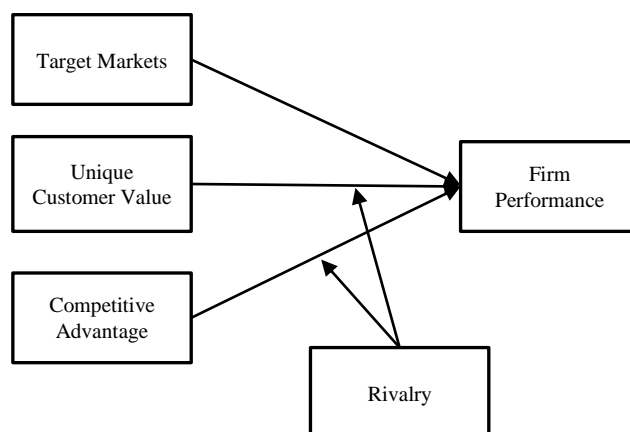 Target Markets
Unique
Customer Value
Firm
Performance
Competitive
Advantage
Rivalry